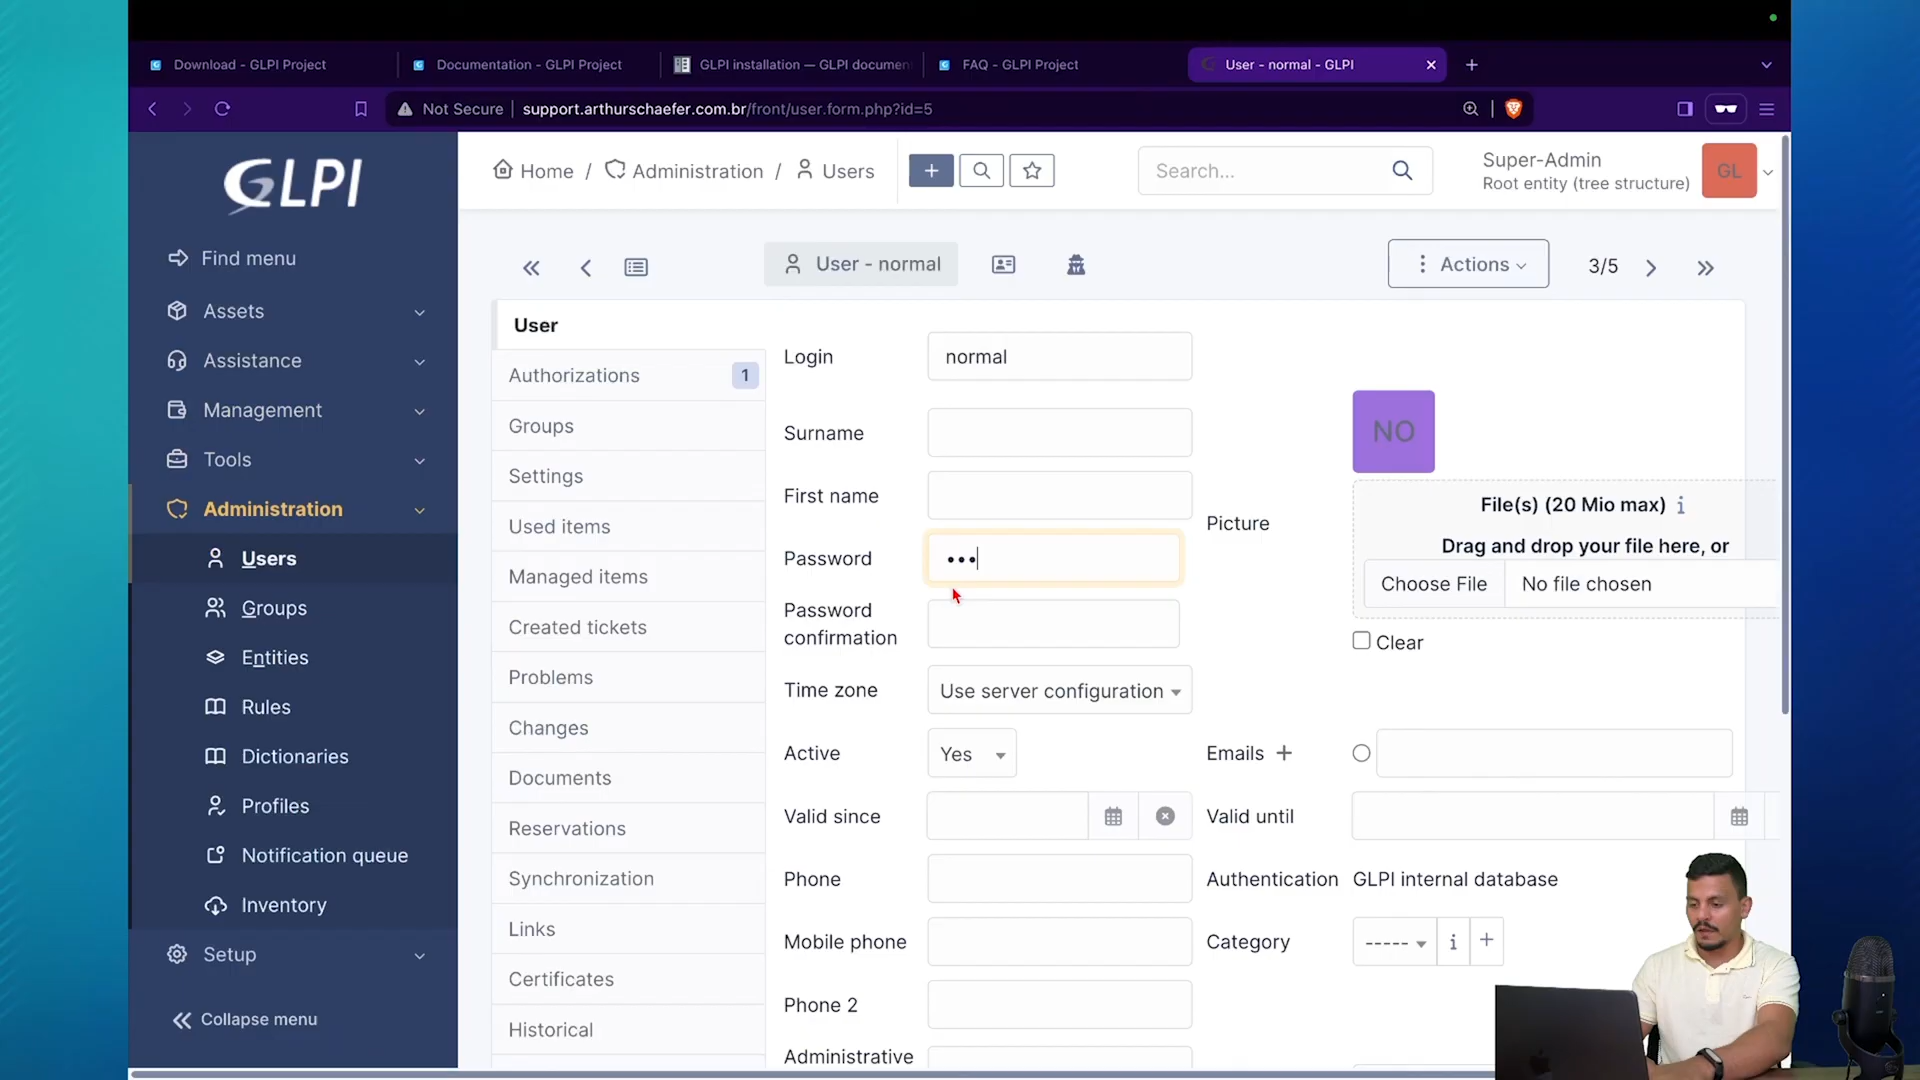 Download - GLPI Project
Documentation - GLPI Project
GLPI installation — GLPI documen
FAQ - GLPI Project
User - normal - GLPI
Not Secure
support.arthurschaefer.com.br/front/user.form.php?id=5
GLPI
Home / Administration / Users
Search...
Super-Admin
Root entity (tree structure)
GL
Find menu
Assets
Assistance
Management
Tools
Administration
Users
Groups
Entities
Rules
Dictionaries
Profiles
Notification queue
Inventory
Setup
Collapse menu
User - normal
Actions
3/5
User
Authorizations 1
Groups
Settings
Used items
Managed items
Created tickets
Problems
Changes
Documents
Reservations
Synchronization
Links
Certificates
Historical
Login normal
Surname
First name
Password •••
Password
confirmation
Time zone Use server configuration
Active Yes
Valid since
Phone
Mobile phone
Phone 2
Administrative
NO
Picture
File(s) (20 Mio max) i
Drag and drop your file here, or
Choose File No file chosen
Clear
Emails +
Valid until
Authentication GLPI internal database
Category ----- i +